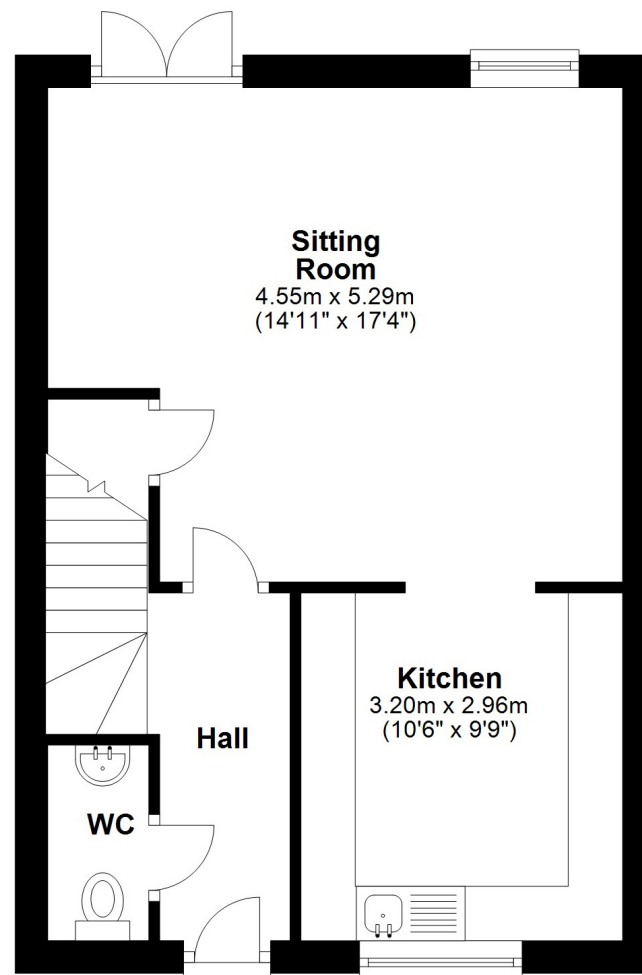 Sitting
Room
4.55m x 5.29m
(14'11" x 17'4")
Kitchen
3.20m x 2.96m
(10'6" x 9'9")
Hall
WC